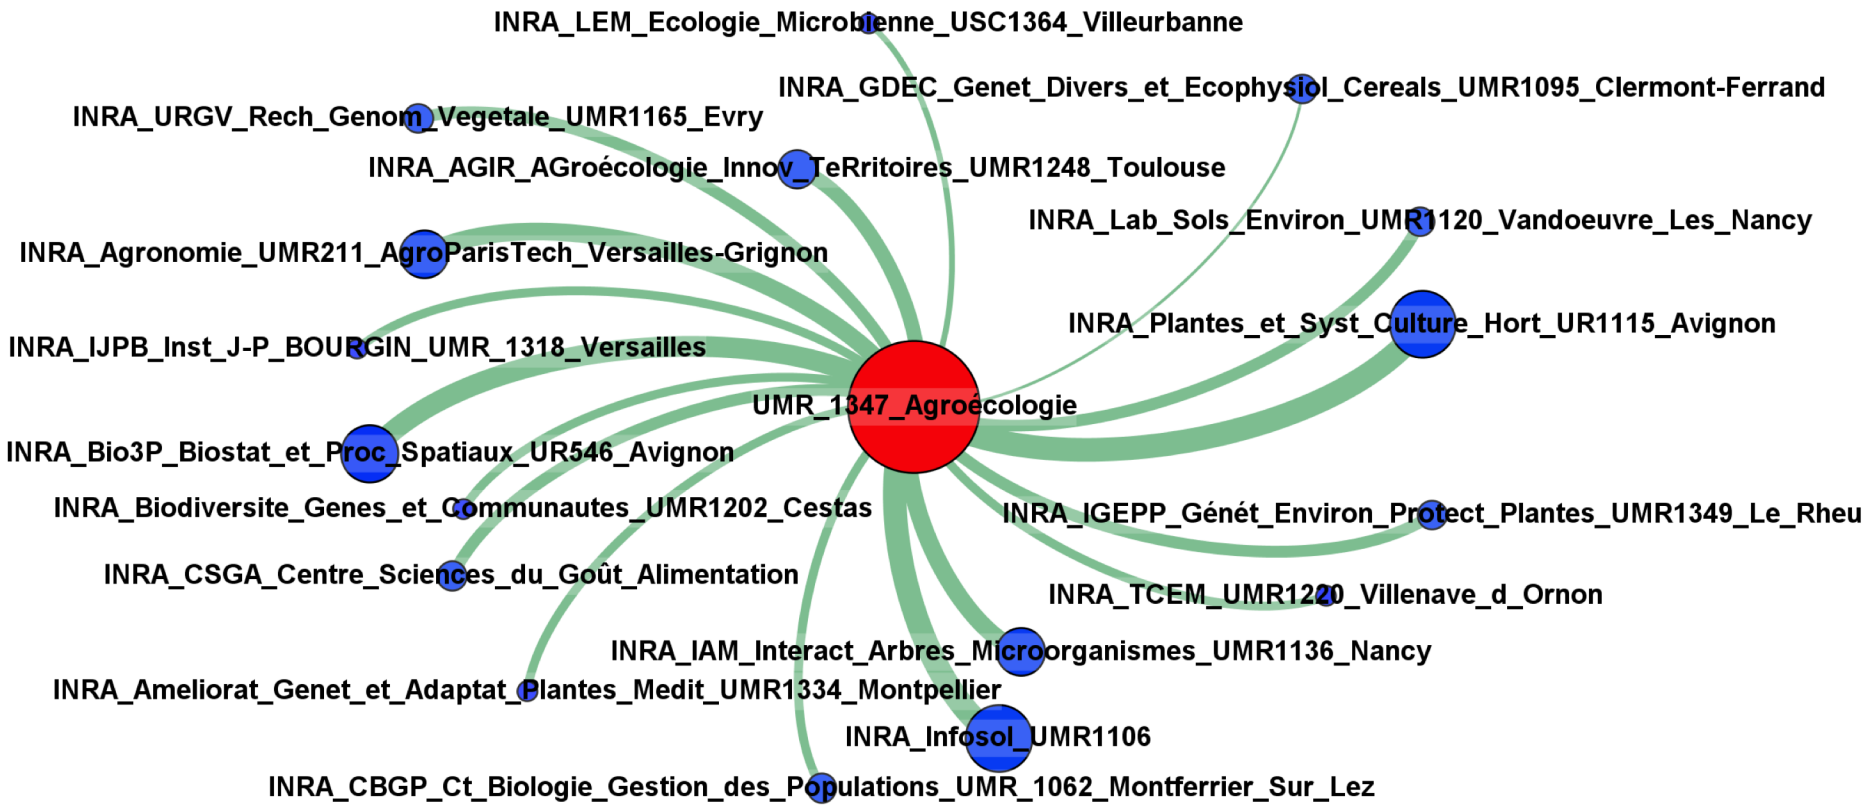 INRA_LEM_Ecologie_Microbienne_USC1364_Villeurbanne
INRA_GDEC_Genet_Divers_et_Ecophysiol_Cereals_UMR1095_Clermont-Ferrand
INRA_URGV_Rech_Genom_Vegetale_UMR1165_Evry
INRA_AGIR_AGroécologie_Innov_TeRritoires_UMR1248_Toulouse
INRA_Lab_Sols_Environ_UMR1120_Vandoeuvre_Les_Nancy
INRA_Agronomie_UMR211_AgroParisTech_Versailles-Grignon
INRA_Plantes_et_Syst_Culture_Hort_UR1115_Avignon
INRA_IJPB_Inst_J-P_BOURGIN_UMR_1318_Versailles
UMR_1347_Agroécologie
INRA_Bio3P_Biostat_et_Proc_Spatiaux_UR546_Avignon
INRA_Biodiversite_Genes_et_Communautes_UMR1202_Cestas
INRA_IGEPP_Génét_Environ_Protect_Plantes_UMR1349_Le_Rheu
INRA_CSGA_Centre_Sciences_du_Goût_Alimentation
INRA_TCEM_UMR1220_Villenave_d_Ornon
INRA_IAM_Interact_Arbres_Microorganismes_UMR1136_Nancy
INRA_Ameliorat_Genet_et_Adaptat_Plantes_Medit_UMR1334_Montpellier
INRA_Infosol_UMR1106
INRA_CBGP_Ct_Biologie_Gestion_des_Populations_UMR_1062_Montferrier_Sur_Lez